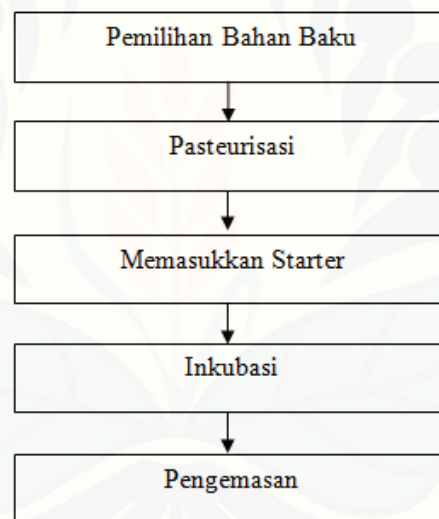 Pemilihan Bahan Baku
Pasteurisasi
Memasukkan Starter
Inkubasi
Pengemasan